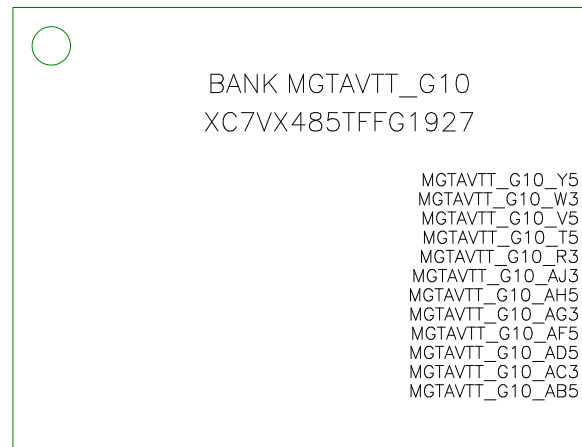 BANK MGTAVTT_G10
XC7VX485TFFG1927
MGTAVTT_G10_Y5
MGTAVTT_G10_W3
MGTAVTT_G10_V5
MGTAVTT_G10_T5
MGTAVTT_G10_R3
MGTAVTT_G10_AJ3
MGTAVTT_G10_AH5
MGTAVTT_G10_AG3
MGTAVTT_G10_AF5
MGTAVTT_G10_AD5
MGTAVTT_G10_AC3
MGTAVTT_G10_AB5